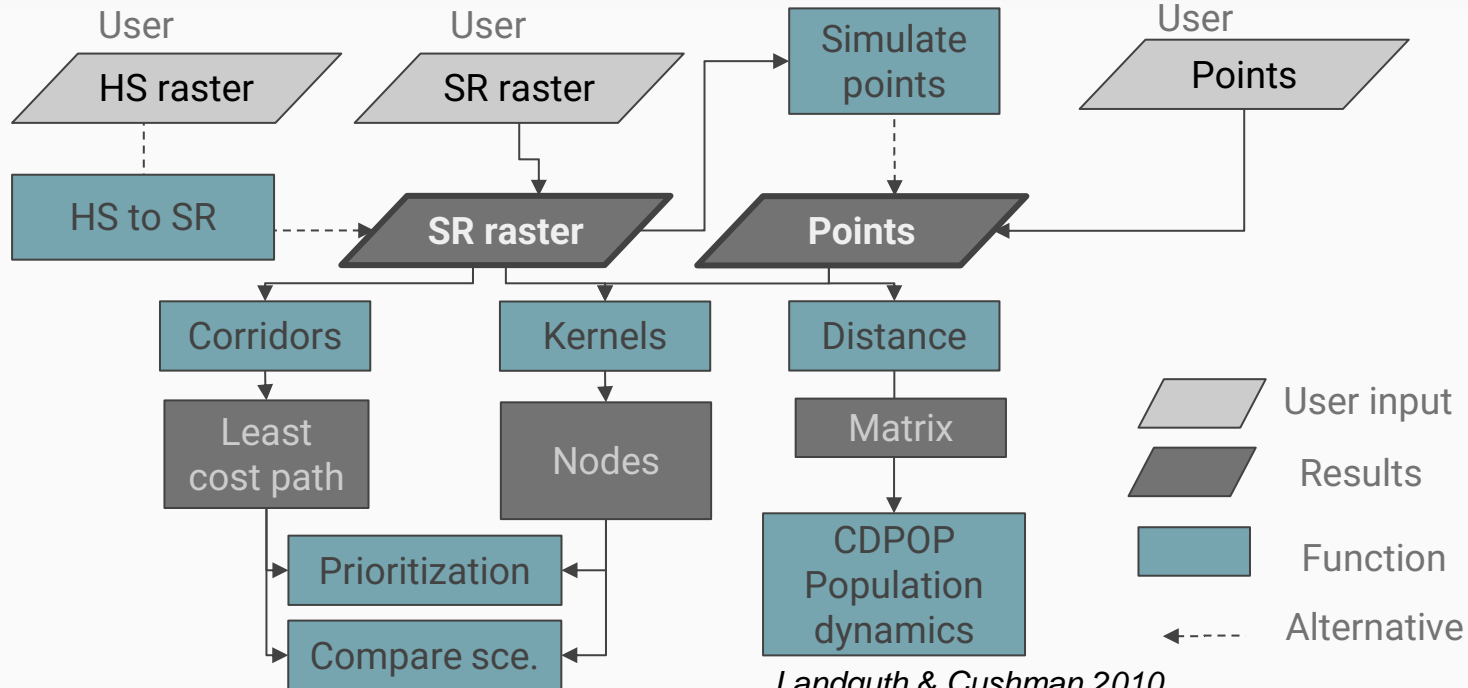 User
User
User
HS raster
SR raster
Simulate
points
Points
HS to SR
SR raster
Points
Corridors
Kernels
Distance
Least
cost path
Nodes
Matrix
User input
Results
Prioritization
CDPOP
Population
dynamics
Function
Compare sce.
Alternative
Landguth & Cushman 2010